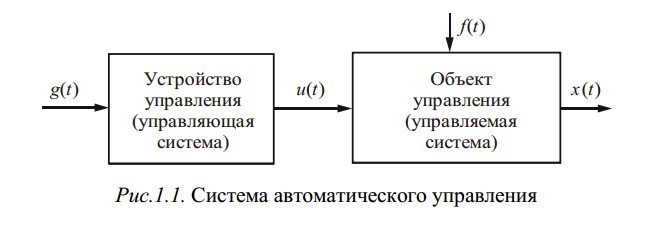 f(t)
g(t)
Устройство
управления
(управляющая
система)
u(t)
Объект
управления
(управляемая
система)
x(t)
Рис.1.1. Система автоматического управления